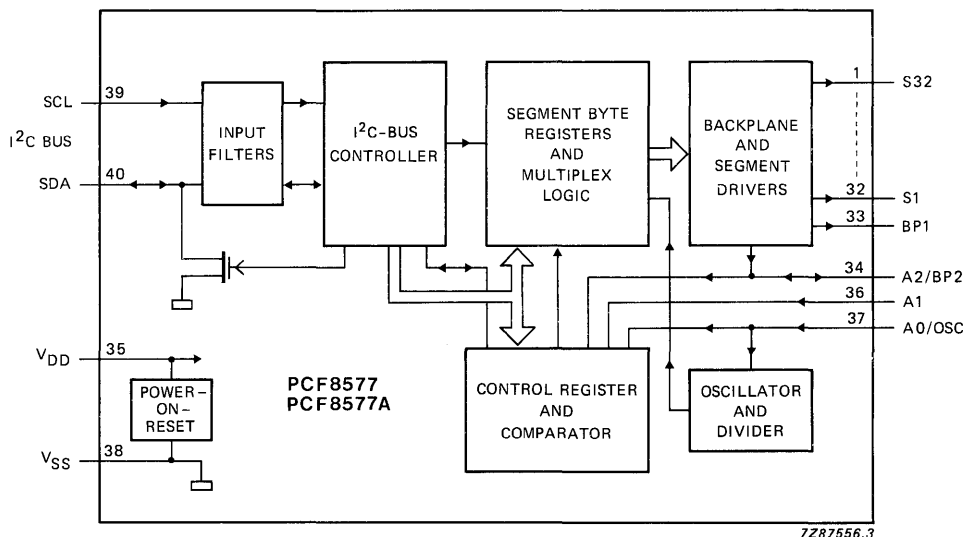 SCL 39
I²C BUS
SDA 40
INPUT
FILTERS
I²C-BUS
CONTROLLER
SEGMENT BYTE
REGISTERS
AND
MULTIPLEX
LOGIC
BACKPLANE
AND
SEGMENT
DRIVERS
1 S32
32 S1
33 BP1
34 A2/BP2
36 A1
37 A0/OSC
VDD 35
POWER-
ON-
RESET
VSS 38
PCF8577
PCF8577A
CONTROL REGISTER
AND
COMPARATOR
OSCILLATOR
AND
DIVIDER
7Z87556.3